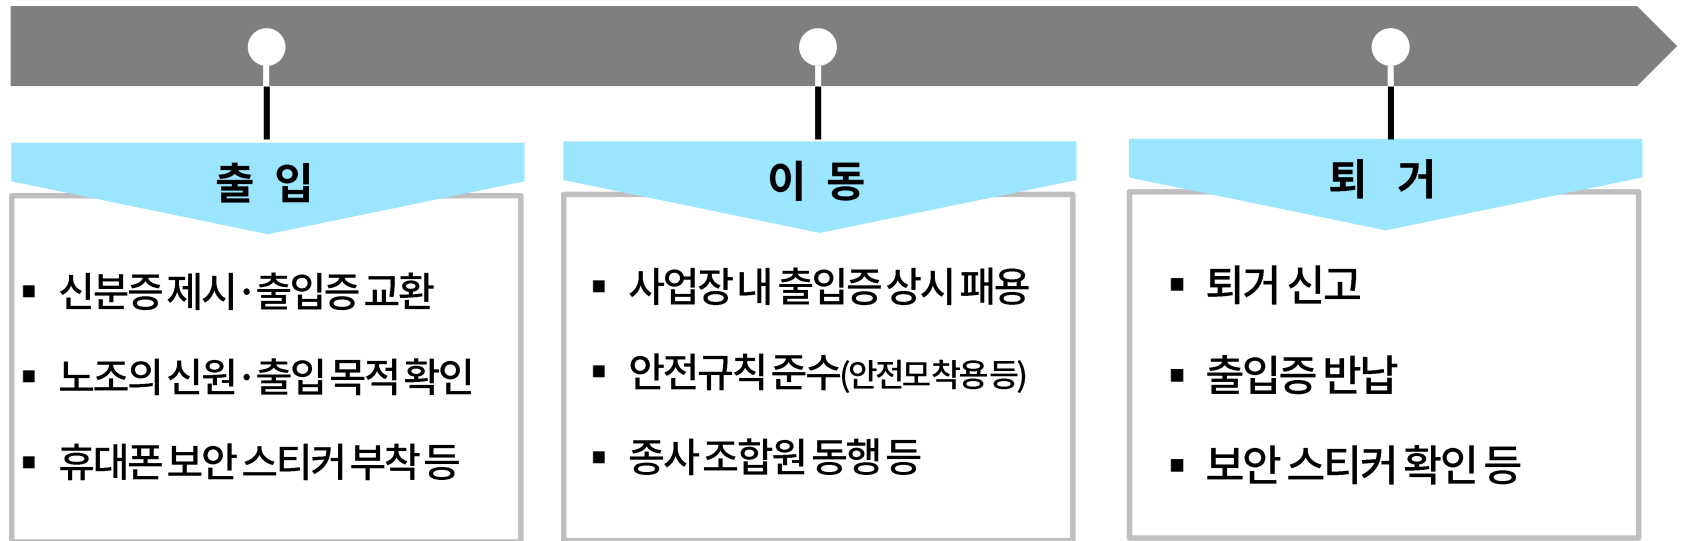 출 입
▪ 신분증 제시·출입증 교환
▪ 노조의 신원·출입 목적 확인
▪ 휴대폰 보안 스티커 부착 등
이 동
▪ 사업장 내 출입증 상시 패용
▪ 안전규칙 준수(안전모 착용 등)
▪ 종사 조합원 동행 등
퇴 거
▪ 퇴거 신고
▪ 출입증 반납
▪ 보안 스티커 확인 등